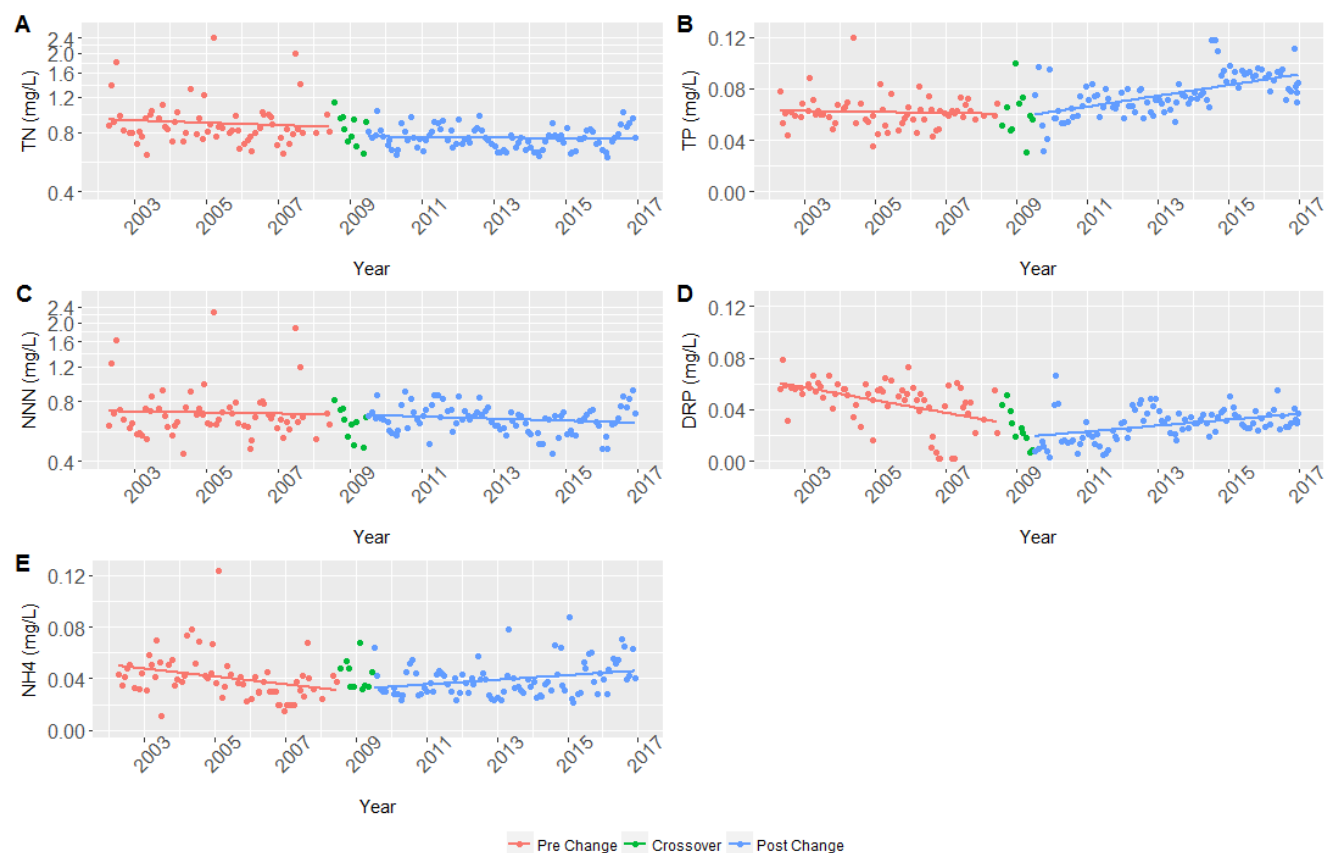 A
TN (mg/L)
2.4
2.0
1.6
1.2
0.8
0.4
2003 2005 2007 2009 2011 2013 2015 2017
Year
B
TP (mg/L)
0.12
0.08
0.04
0.00
2003 2005 2007 2009 2011 2013 2015 2017
Year
C
NNN (mg/L)
2.4
2.0
1.6
1.2
0.8
0.4
2003 2005 2007 2009 2011 2013 2015 2017
Year
D
DRP (mg/L)
0.12
0.08
0.04
0.00
2003 2005 2007 2009 2011 2013 2015 2017
Year
E
NH4 (mg/L)
0.12
0.08
0.04
0.00
2003 2005 2007 2009 2011 2013 2015 2017
Year
Pre Change Crossover Post Change